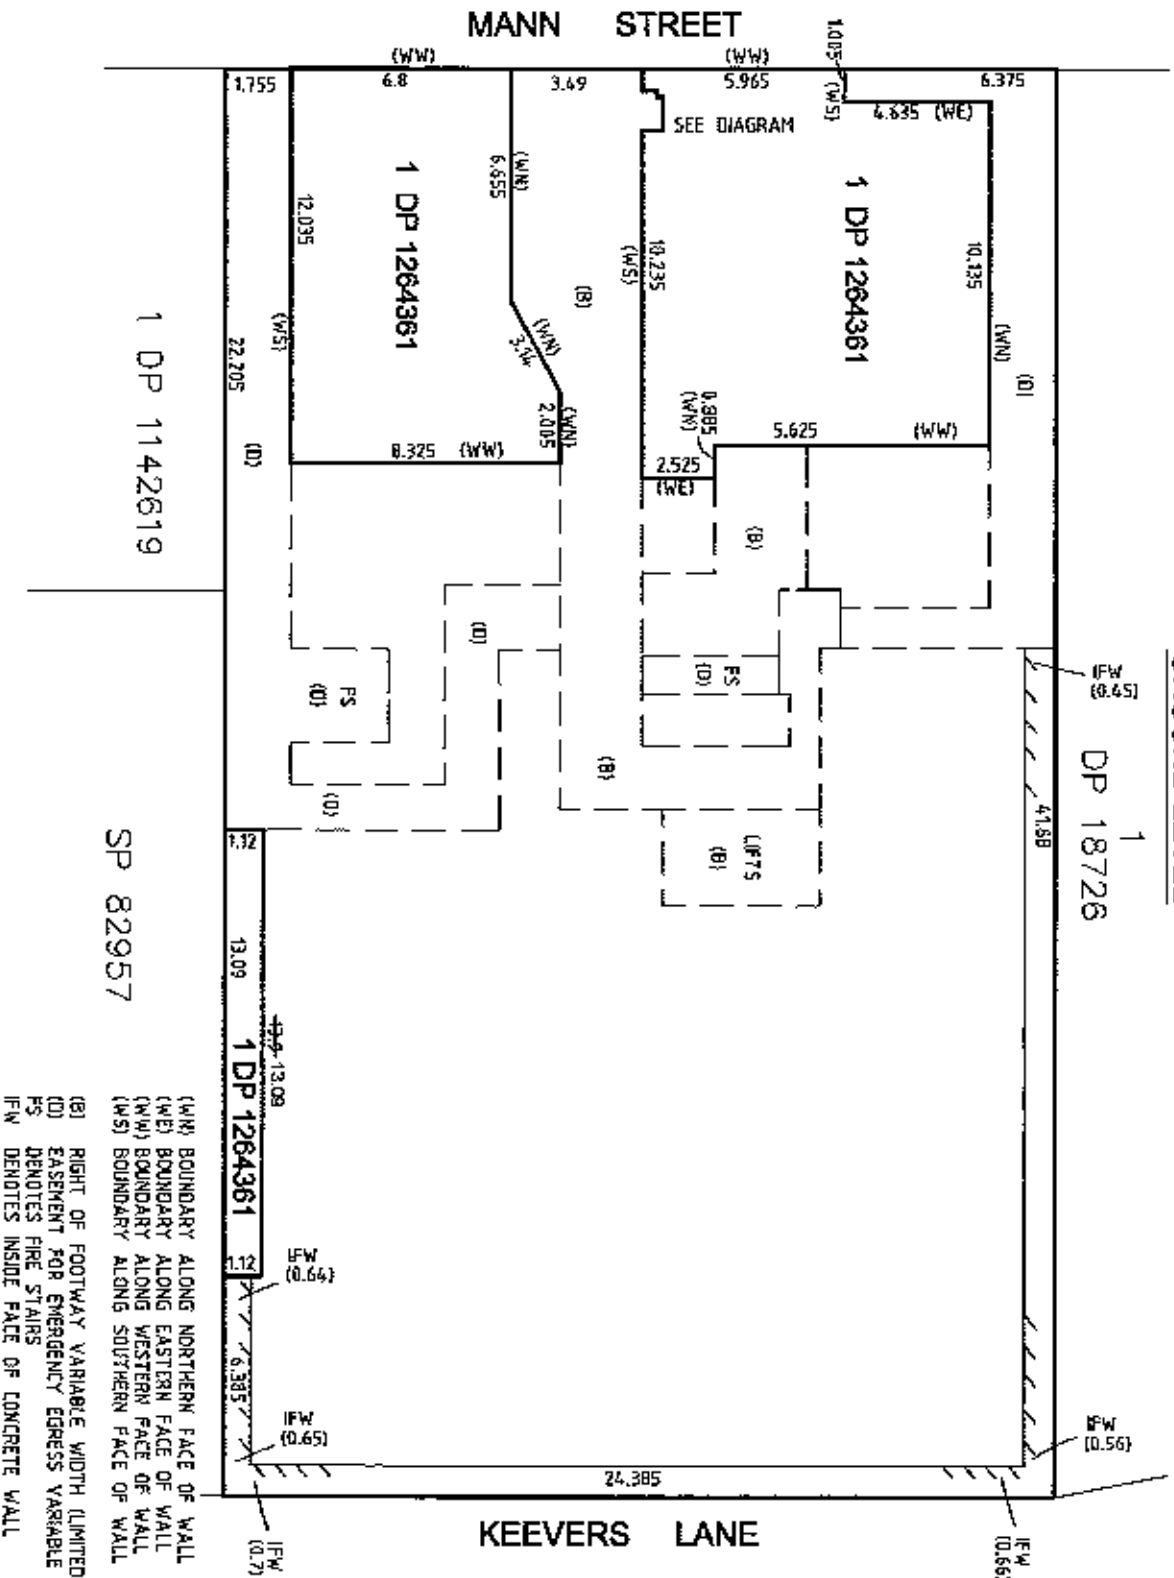 MANN STREET
(WW)
(WW)
1.755
6.8
3.49
5.965
1.005
(WS)
6.375
4.635 (WE)
SEE DIAGRAM
1 DP 1264361
1 DP 1264361
6.655
(WN)
12.035
(WS)
10.235
(WS)
10.135
(WN)
(D)
(B)
(WN)
3.14
2.005
(WN)
22.205
(D)
8.325 (WW)
0.885
(WN)
5.625
(WW)
2.525
(WE)
(B)
1 DP 1142619
(D)
FS
(D)
FS
(D)
(B)
(D)
LIFTS
(B)
IFW
(0.45)
1
DP 18726
41.68
SP 82957
1.12
13.09
13.9 13.09
1 DP 1264361
1.12
IFW
(0.64)
6.385
IFW
(0.65)
IFW
(0.56)
24.385
KEEVERS LANE
IFW
(0.7)
IFW
(0.66)
(WN) BOUNDARY ALONG NORTHERN FACE OF WALL
(WE) BOUNDARY ALONG EASTERN FACE OF WALL
(WW) BOUNDARY ALONG WESTERN FACE OF WALL
(WS) BOUNDARY ALONG SOUTHERN FACE OF WALL
(B) RIGHT OF FOOTWAY VARIABLE WIDTH (LIMITED
(D) EASEMENT FOR EMERGENCY EGRESS VARIABLE
FS DENOTES FIRE STAIRS
IFW DENOTES INSIDE FACE OF CONCRETE WALL